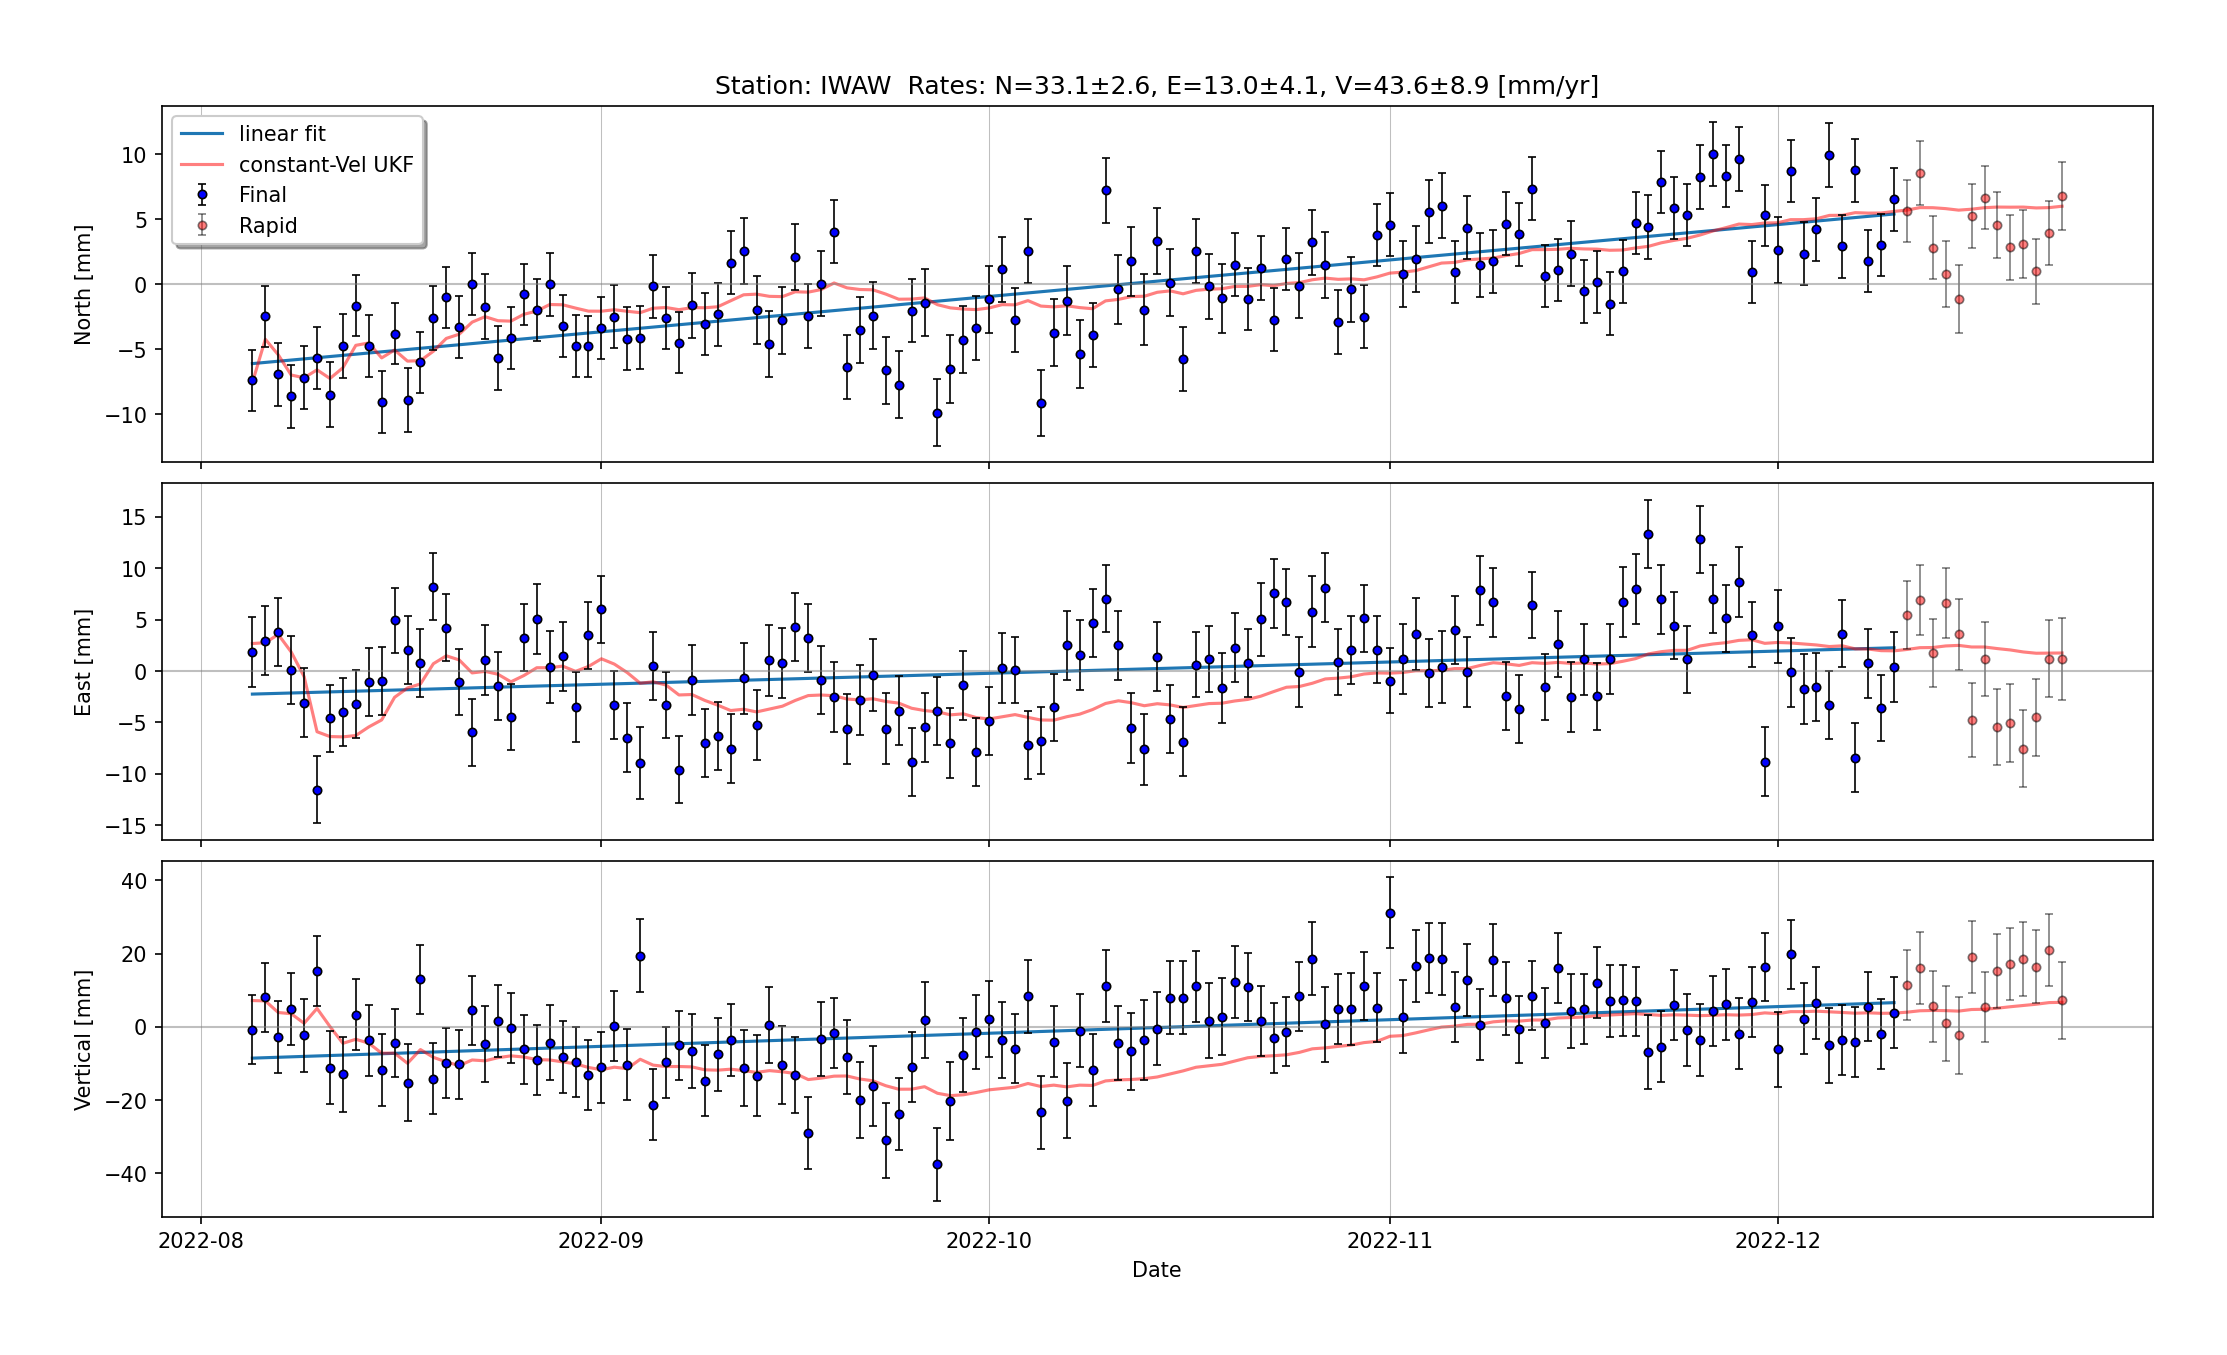 Station: IWAW  Rates: N=33.1±2.6, E=13.0±4.1, V=43.6±8.9 [mm/yr]
linear fit
constant-Vel UKF
Final
Rapid
North [mm]
10
5
0
−5
−10
East [mm]
15
10
5
0
−5
−10
−15
Vertical [mm]
40
20
0
−20
−40
2022-08 2022-09 2022-10 2022-11 2022-12
Date